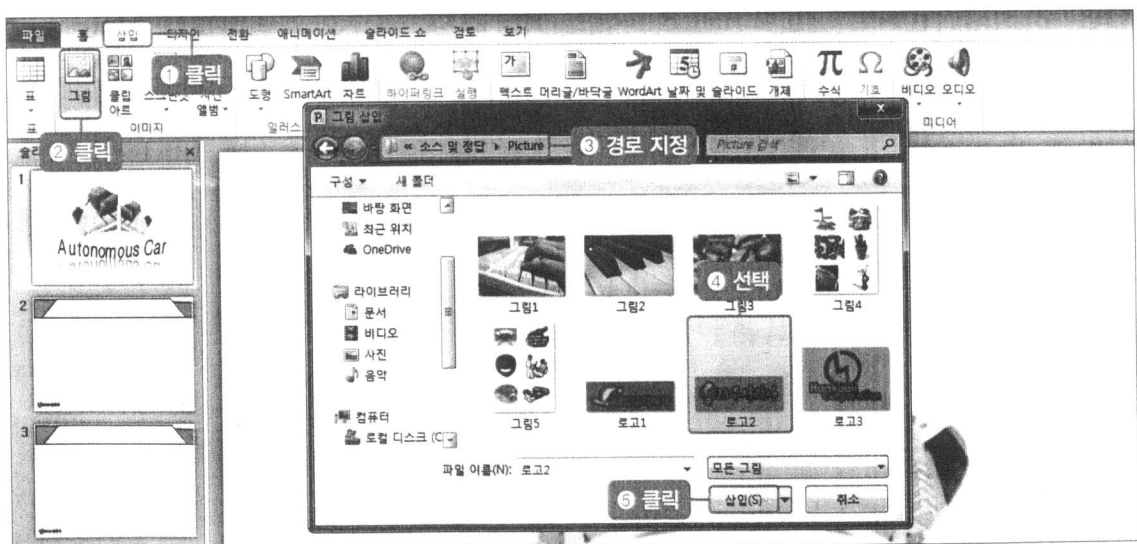 파일 홈 삽입 디자인 전환 애니메이션 슬라이드 쇼 검토 보기
① 클릭
표 그림 클립 아트 스크린샷 사진 앨범 도형 SmartArt 차트 하이퍼링크 실행 텍스트 머리글/바닥글 WordArt 날짜 및 슬라이드 개체 수식 기호 비디오 오디오
표 이미지 일러스 미디어
② 클릭
그림 삽입
« 소스 및 정답 ▸ Picture
③ 경로 지정
Picture 검색
구성 새 폴더
바탕 화면
최근 위치
OneDrive
라이브러리
문서
비디오
사진
음악
컴퓨터
로컬 디스크 (C
그림1 그림2 그림3 그림4
④ 선택
그림5 로고1 로고2 로고3
파일 이름(N): 로고2 모든 그림
⑤ 클릭
삽입(S) 취소
1
Autonomous Car
2
3